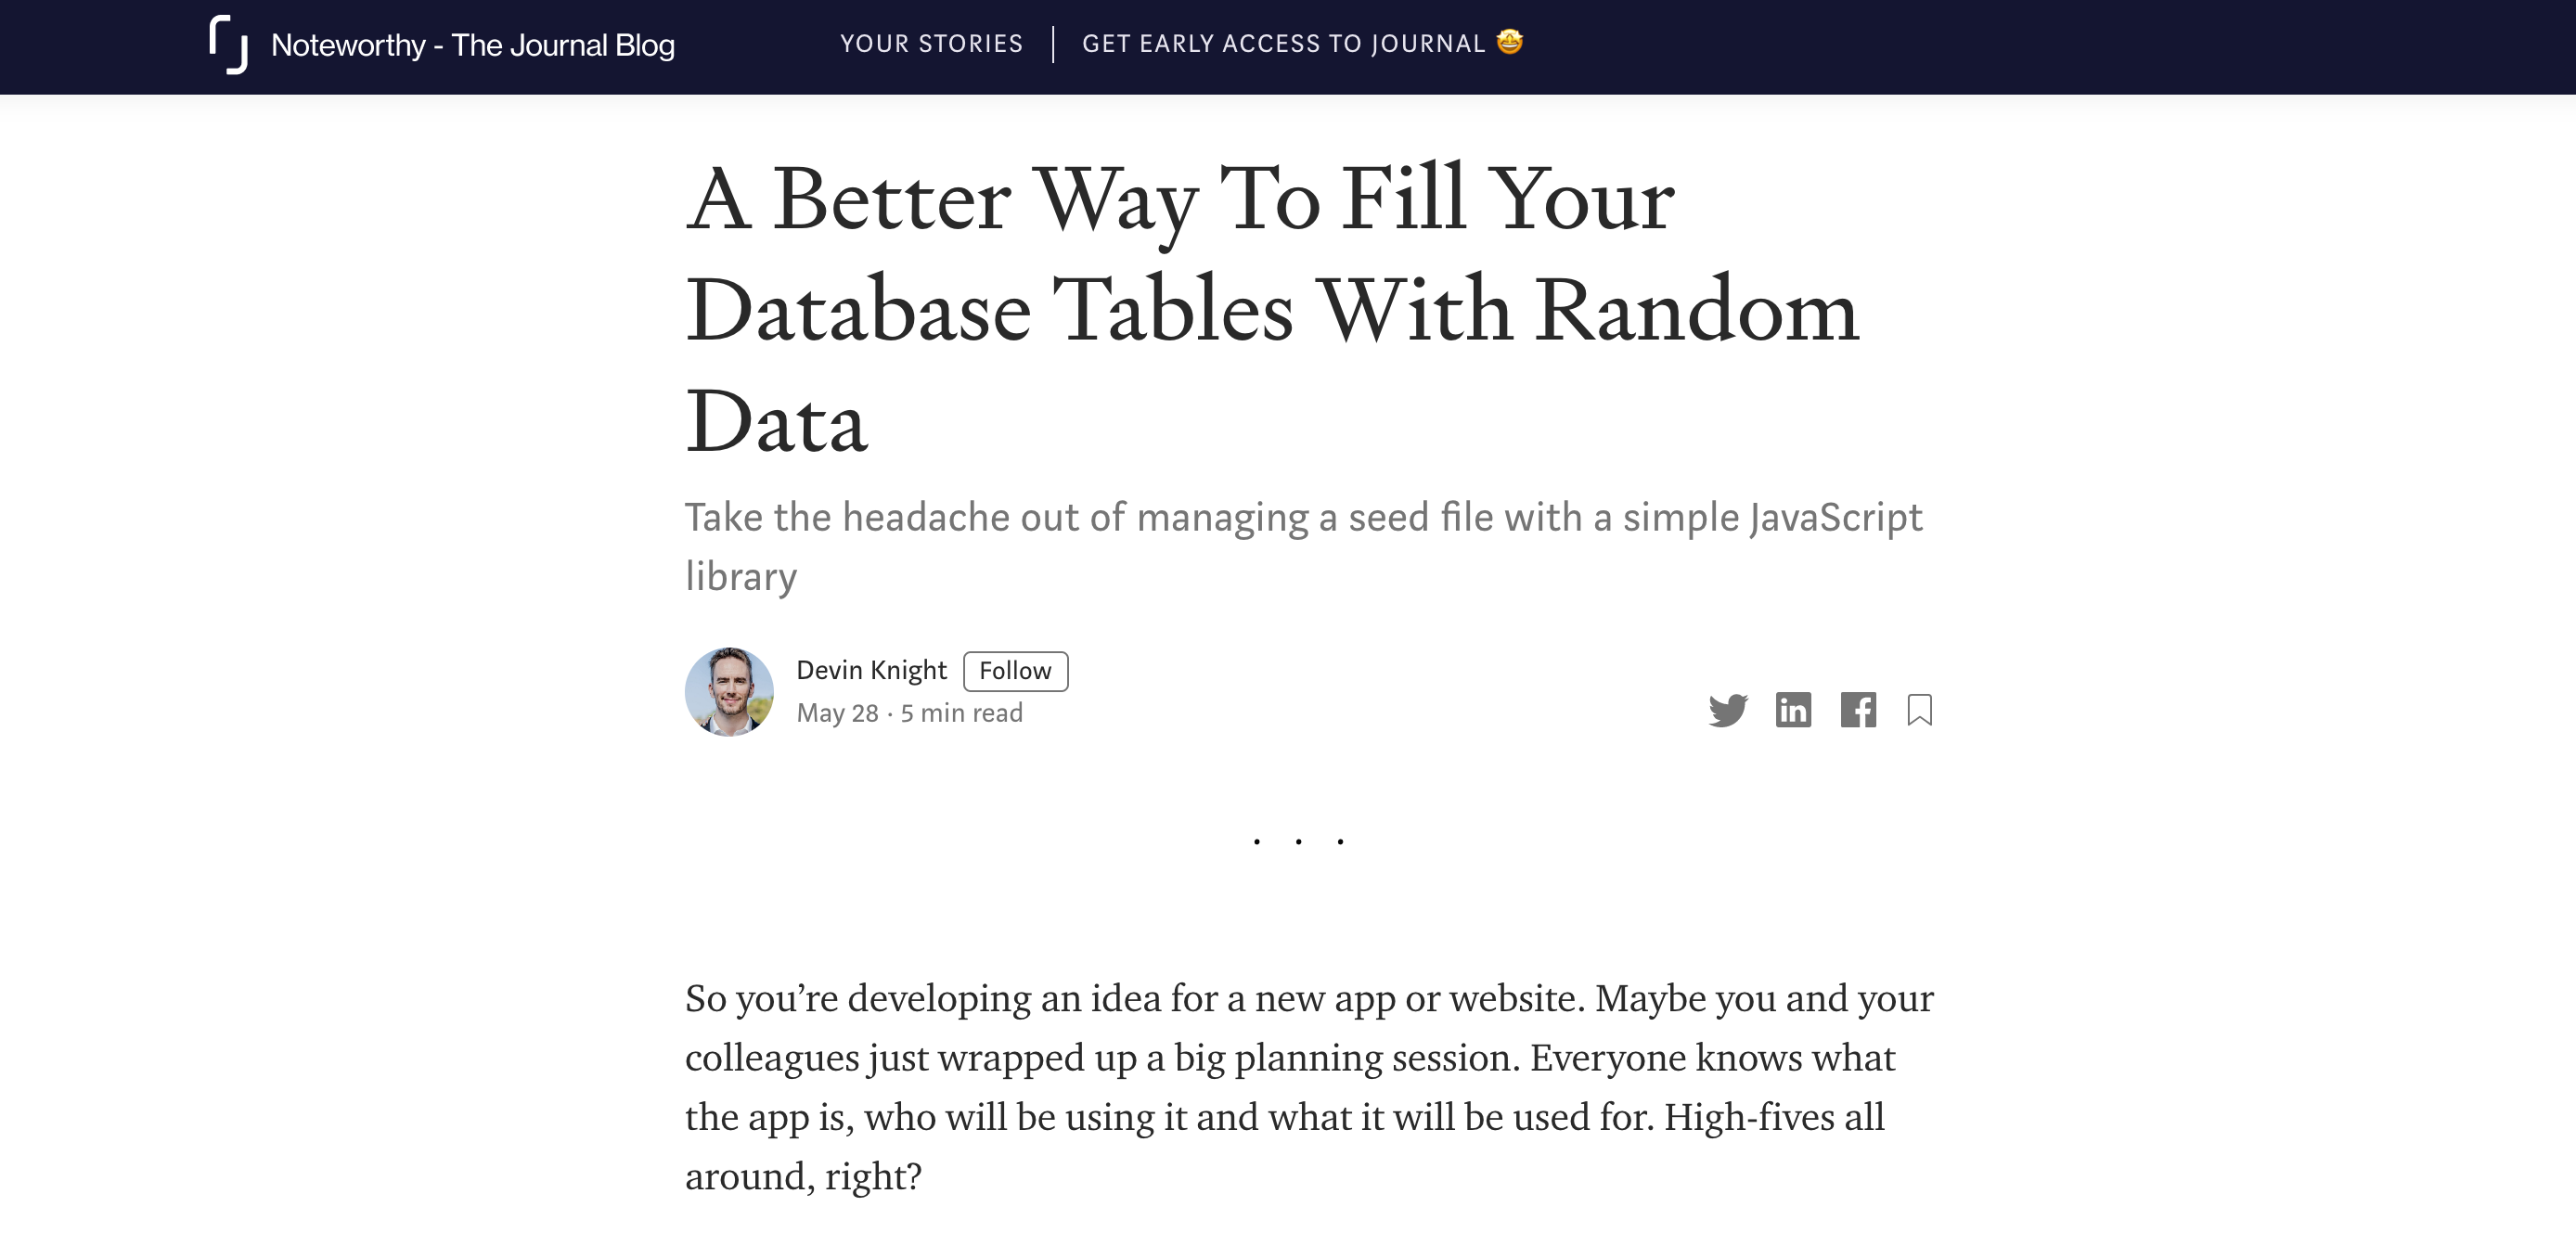 Noteworthy - The Journal Blog
YOUR STORIES
GET EARLY ACCESS TO JOURNAL 🤩
A Better Way To Fill Your
Database Tables With Random
Data
Take the headache out of managing a seed file with a simple JavaScript
library
Devin Knight
Follow
May 28 · 5 min read
in
. . .
So you’re developing an idea for a new app or website. Maybe you and your
colleagues just wrapped up a big planning session. Everyone knows what
the app is, who will be using it and what it will be used for. High-fives all
around, right?